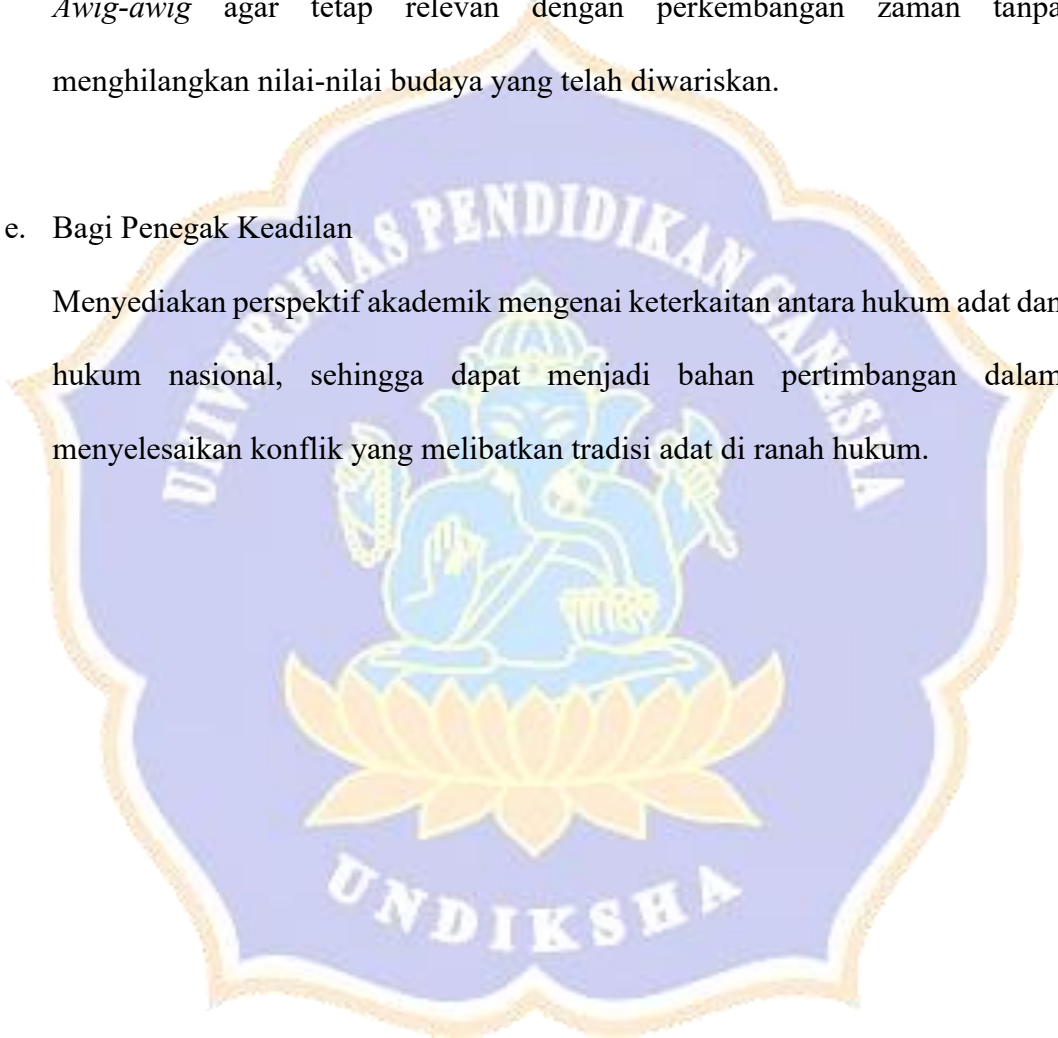 Awig-awig agar tetap relevan dengan perkembangan zaman tanpa
menghilangkan nilai-nilai budaya yang telah diwariskan.
e. Bagi Penegak Keadilan
Menyediakan perspektif akademik mengenai keterkaitan antara hukum adat dan
hukum nasional, sehingga dapat menjadi bahan pertimbangan dalam
menyelesaikan konflik yang melibatkan tradisi adat di ranah hukum.
UNIVERSITAS PENDIDIKAN GANESHA
UNDIKSHA